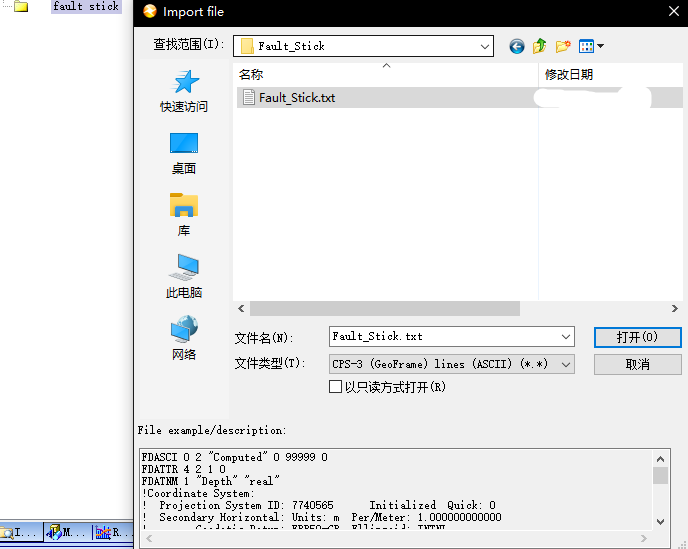 fault stick
Import file
查找范围(I):
Fault_Stick
名称
修改日期
Fault_Stick.txt
快速访问
桌面
库
此电脑
网络
文件名(N):
Fault_Stick.txt
打开(O)
文件类型(T):
CPS-3 (GeoFrame) lines (ASCII) (*.*)
取消
以只读方式打开(R)
File example/description:
FDASCI 0 2 "Computed" 0 99999 0
FDATTR 4 2 1 0
FDATNM 1 "Depth" "real"
!Coordinate System:
! Projection System ID: 7740565 Initialized Quick: 0
! Secondary Horizontal: Units: m Per/Meter: 1.000000000000
I...
M...
R...